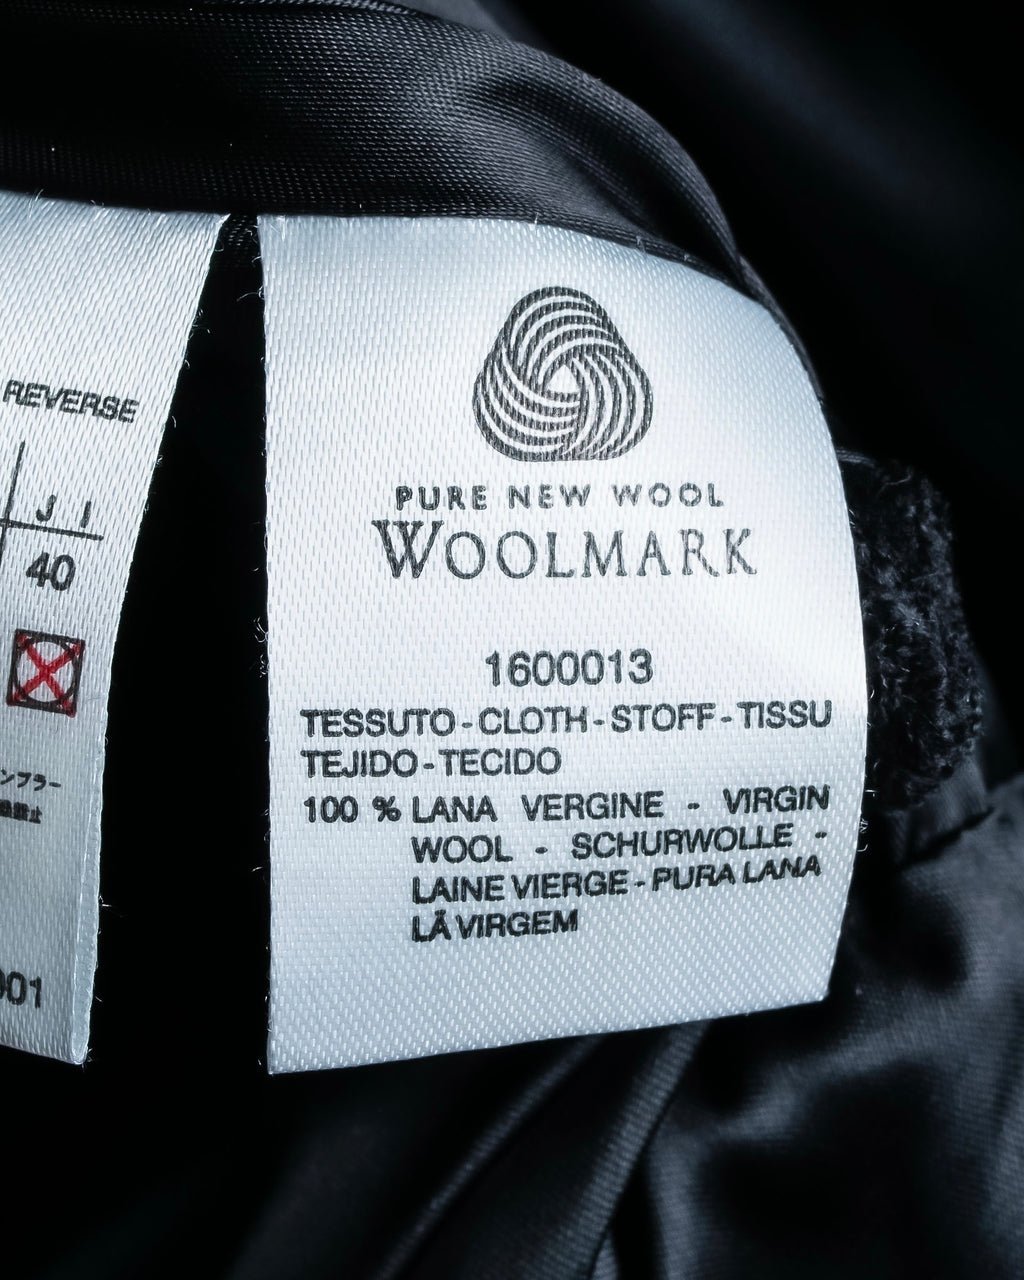 REVERSE
J I
40
001
PURE NEW WOOL
WOOLMARK
1600013
TESSUTO-CLOTH-STOFF-TISSU
TEJIDO-TECIDO
100 % LANA VERGINE - VIRGIN
WOOL - SCHURWOLLE -
LAINE VIERGE-PURA LANA
LÃ VIRGEM